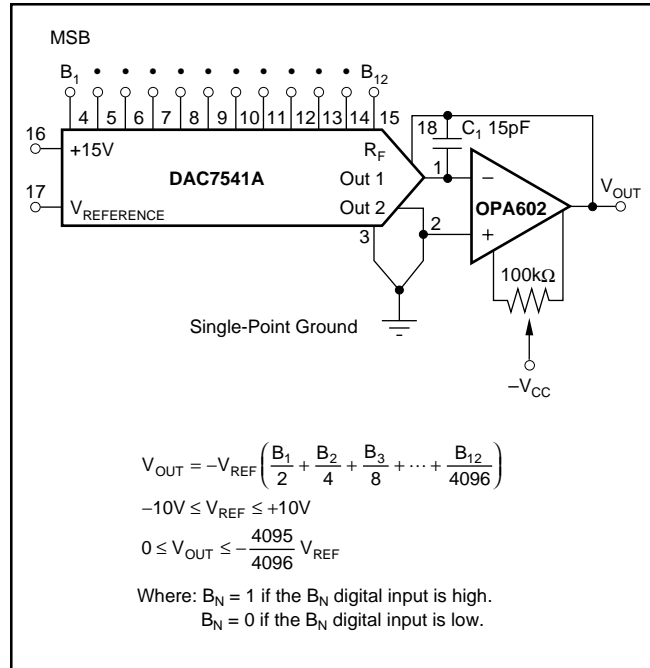 MSB
B1 • • • • • • • • • • B12
4 5 6 7 8 9 10 11 12 13 14 15
16
+15V
RF
18
C1 15pF
DAC7541A
Out 1
1
−
OPA602
VOUT
17
VREFERENCE
Out 2
2
+
3
100kΩ
Single-Point Ground
−VCC
VOUT = −VREF(B1/2 + B2/4 + B3/8 + ⋯ + B12/4096)
−10V ≤ VREF ≤ +10V
0 ≤ VOUT ≤ −4095/4096 VREF
Where: BN = 1 if the BN digital input is high.
BN = 0 if the BN digital input is low.